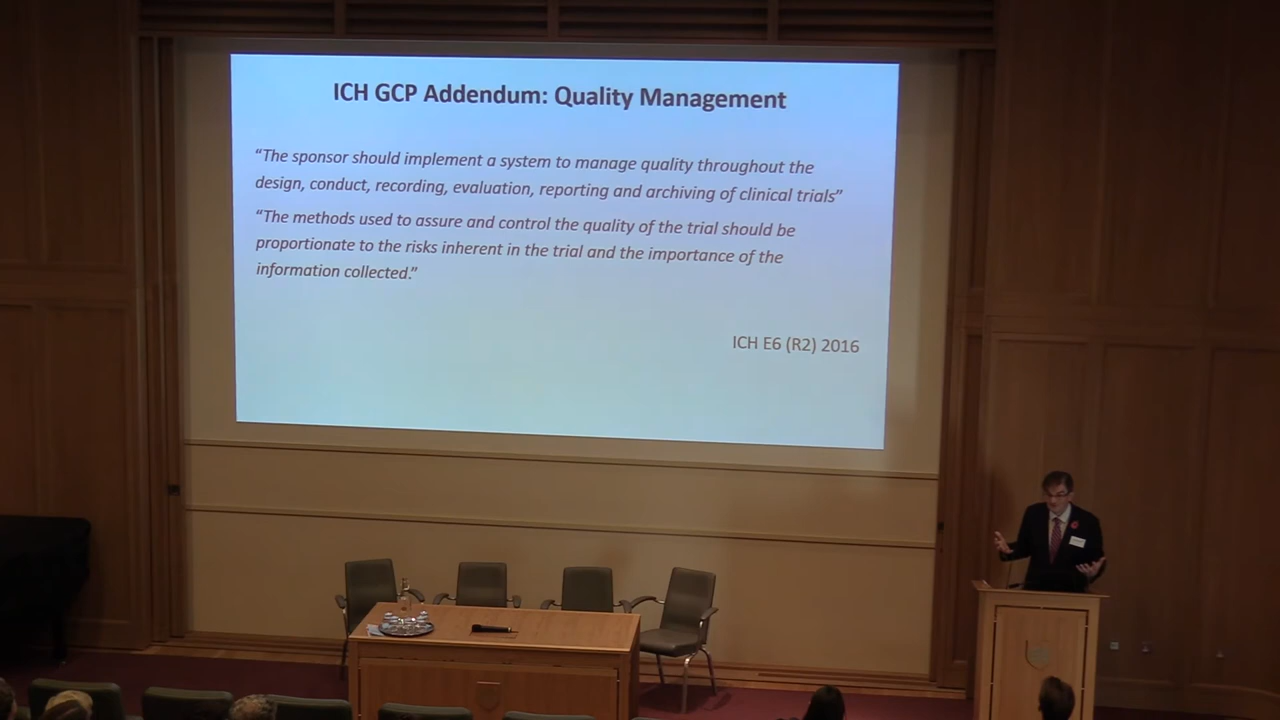 ICH GCP Addendum: Quality Management
“The sponsor should implement a system to manage quality throughout the
design, conduct, recording, evaluation, reporting and archiving of clinical trials”
“The methods used to assure and control the quality of the trial should be
proportionate to the risks inherent in the trial and the importance of the
information collected.”
ICH E6 (R2) 2016